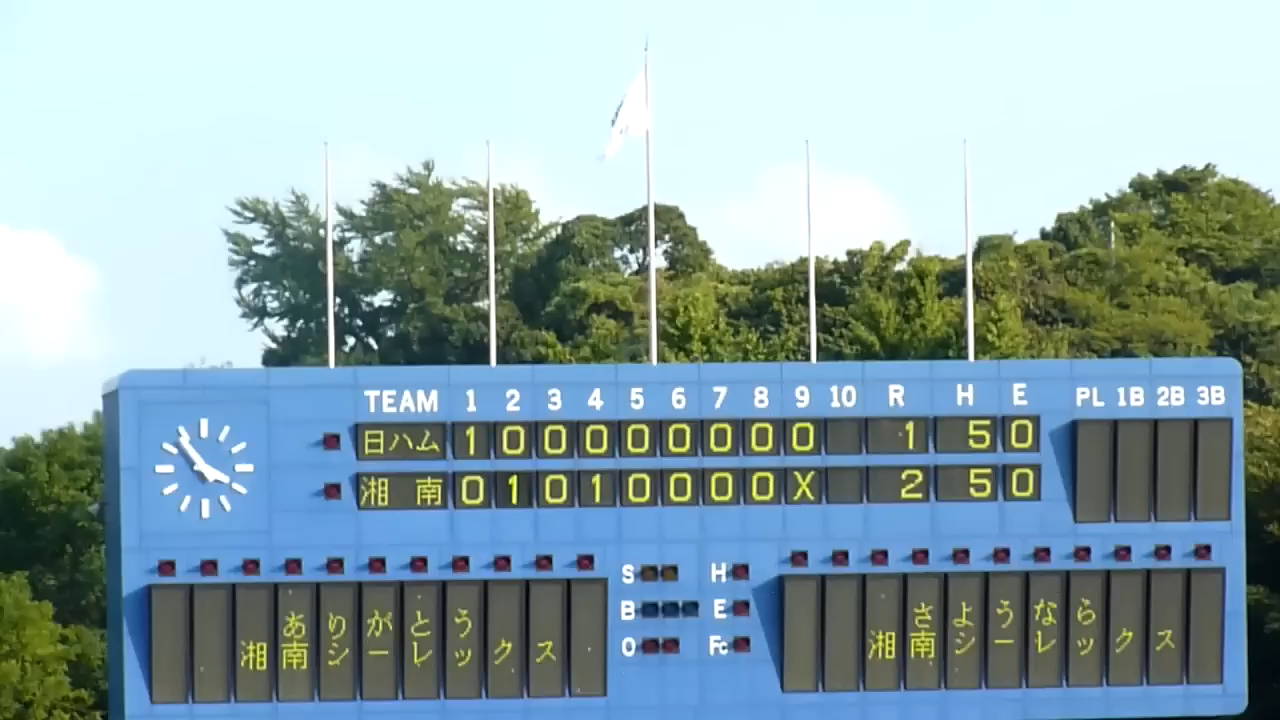 TEAM 1 2 3 4 5 6 7 8 9 10 R H E PL 1B 2B 3B
日ハム 1 0 0 0 0 0 0 0 0 1 5 0
湘南 0 1 0 1 0 0 0 0 X 2 5 0
S H
B E
O Fc
ありがとう
湘南シーレックス
さようなら
湘南シーレックス